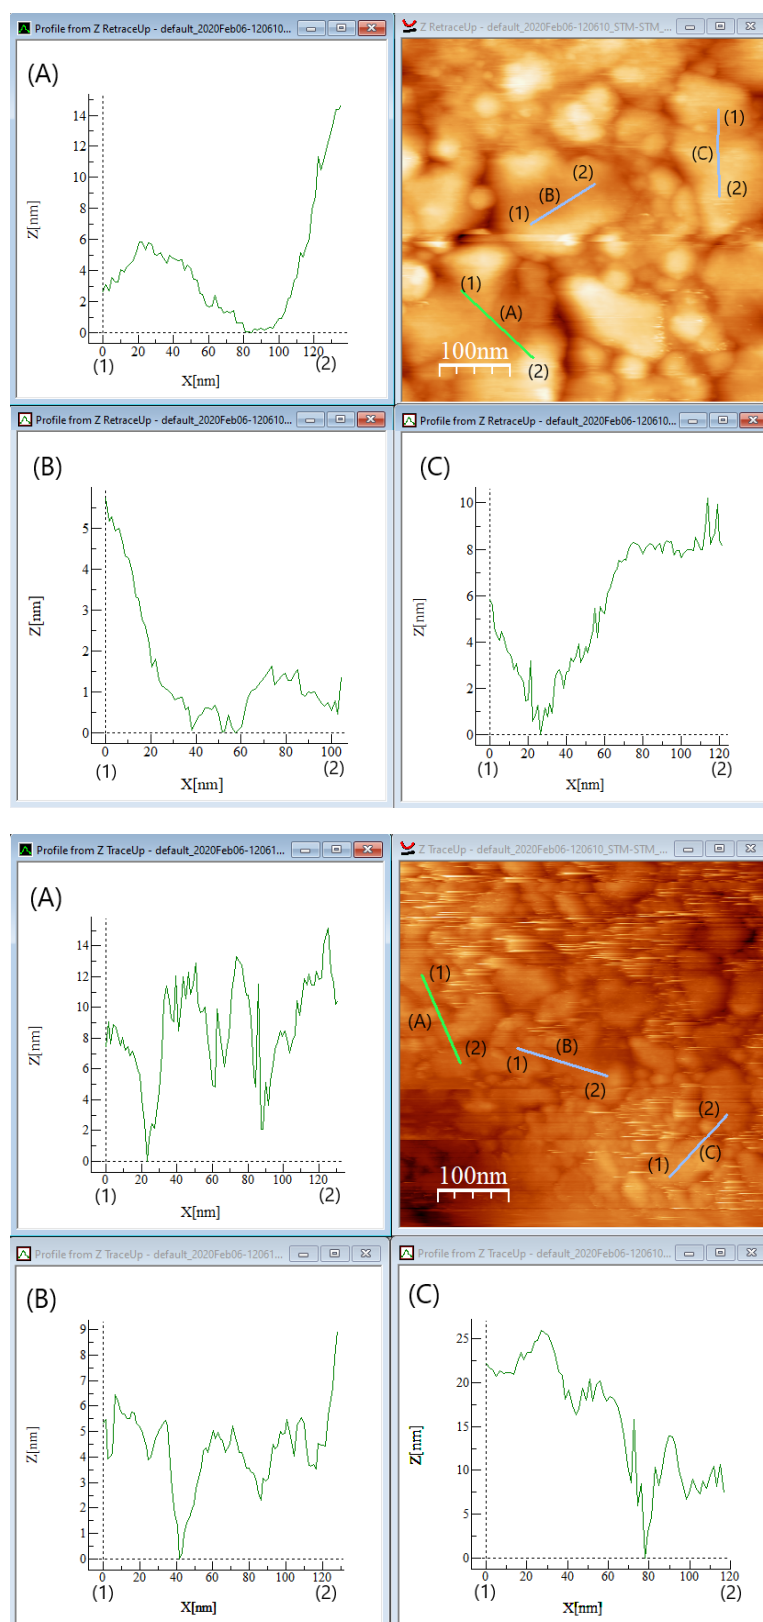 Profile from Z RetraceUp - default_2020Feb06-120610...
(A)
14
12
10
8
6
4
2
0
Z[nm]
0 20 40 60 80 100 120
(1) (2)
X[nm]
Z RetraceUp - default_2020Feb06-120610_STM-STM_...
(1)
(C)
(2)
(2)
(B)
(1)
(1)
(A)
100nm
(2)
Profile from Z RetraceUp - default_2020Feb06-120610...
(B)
5
4
3
2
1
0
Z[nm]
0 20 40 60 80 100
(1) (2)
X[nm]
Profile from Z RetraceUp - default_2020Feb06-120610...
(C)
10
8
6
4
2
0
Z[nm]
0 20 40 60 80 100 120
(1) (2)
X[nm]
Profile from Z TraceUp - default_2020Feb06-12061...
(A)
14
12
10
8
6
4
2
0
Z[nm]
0 20 40 60 80 100 120
(1) (2)
X[nm]
Z TraceUp - default_2020Feb06-120610_STM-STM_...
(1)
(A)
(2)
(1)
(B)
(2)
(2)
(1)
(C)
100nm
Profile from Z TraceUp - default_2020Feb06-12061...
(B)
9
8
7
6
5
4
3
2
1
0
Z[nm]
0 20 40 60 80 100 120
(1) (2)
X[nm]
Profile from Z TraceUp - default_2020Feb06-120610...
(C)
25
20
15
10
5
0
Z[nm]
0 20 40 60 80 100 120
(1) (2)
X[nm]